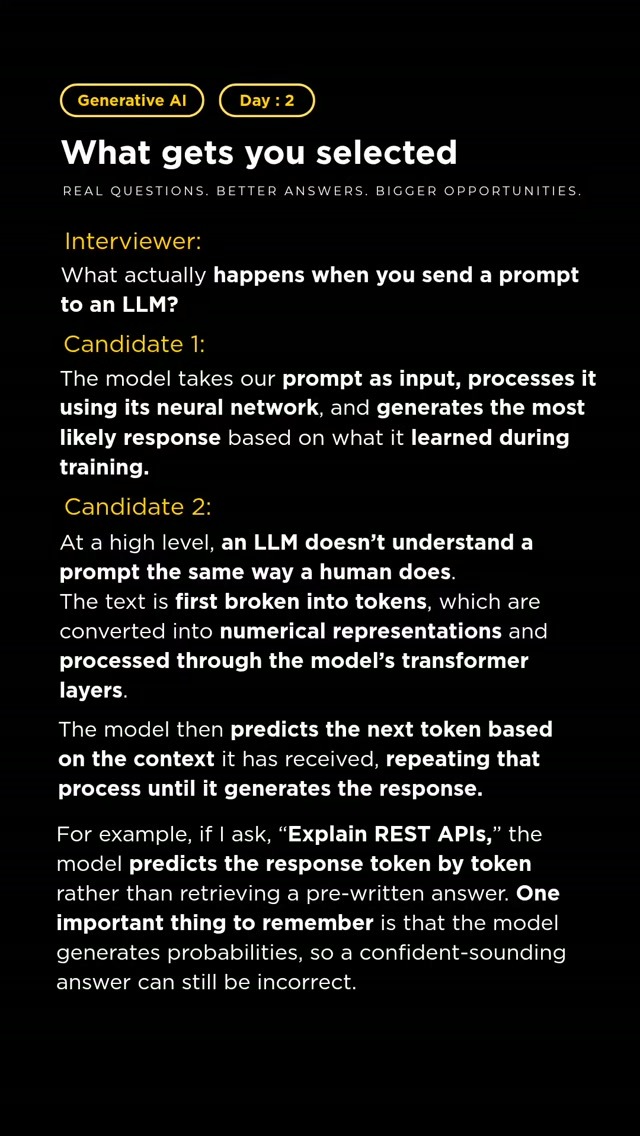 Generative AI
Day : 2
What gets you selected
REAL QUESTIONS. BETTER ANSWERS. BIGGER OPPORTUNITIES.
Interviewer:
What actually happens when you send a prompt
to an LLM?
Candidate 1:
The model takes our prompt as input, processes it
using its neural network, and generates the most
likely response based on what it learned during
training.
Candidate 2:
At a high level, an LLM doesn’t understand a
prompt the same way a human does.
The text is first broken into tokens, which are
converted into numerical representations and
processed through the model’s transformer
layers.
The model then predicts the next token based
on the context it has received, repeating that
process until it generates the response.
For example, if I ask, “Explain REST APIs,” the
model predicts the response token by token
rather than retrieving a pre-written answer. One
important thing to remember is that the model
generates probabilities, so a confident-sounding
answer can still be incorrect.